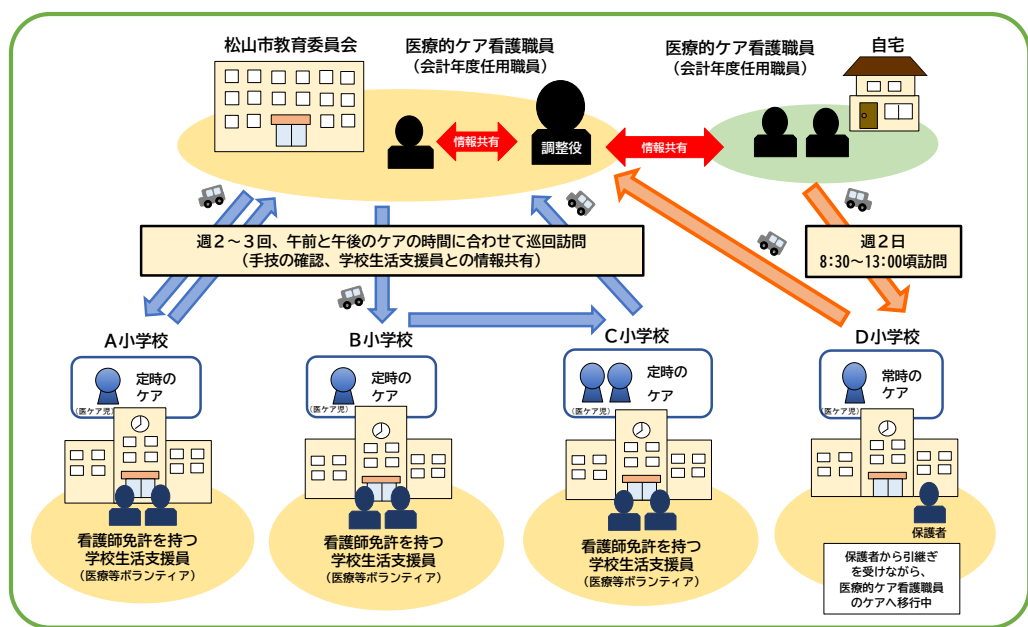 松山市教育委員会
医療的ケア看護職員
（会計年度任用職員）
医療的ケア看護職員
（会計年度任用職員）
自宅
情報共有
調整役
情報共有
週２～３回、午前と午後のケアの時間に合わせて巡回訪問
（手技の確認、学校生活支援員との情報共有）
週２日
8:30～13:00頃訪問
A小学校
定時の
ケア
（医ケア児）
看護師免許を持つ
学校生活支援員
（医療等ボランティア）
B小学校
定時の
ケア
（医ケア児）
看護師免許を持つ
学校生活支援員
（医療等ボランティア）
C小学校
定時の
ケア
（医ケア児）
看護師免許を持つ
学校生活支援員
（医療等ボランティア）
D小学校
常時の
ケア
（医ケア児）
保護者
保護者から引継ぎ
を受けながら、
医療的ケア看護職員
のケアへ移行中